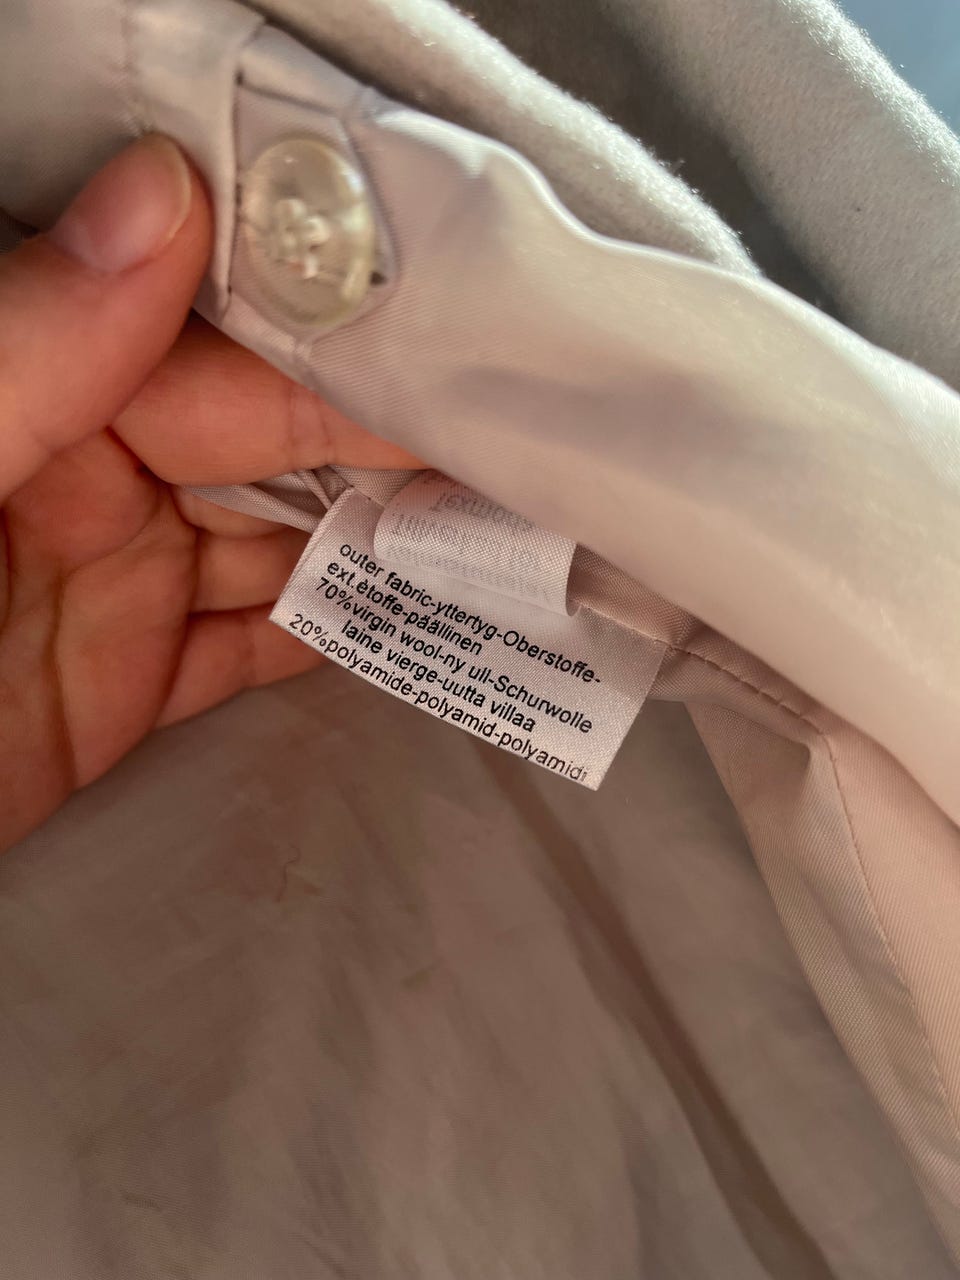 outer fabric-yttertyg-Oberstoffe-
ext.étoffe-päällinen
70%virgin wool-ny ull-Schurwolle
laine vierge-uutta villaa
20%polyamide-polyamid-polyamidi